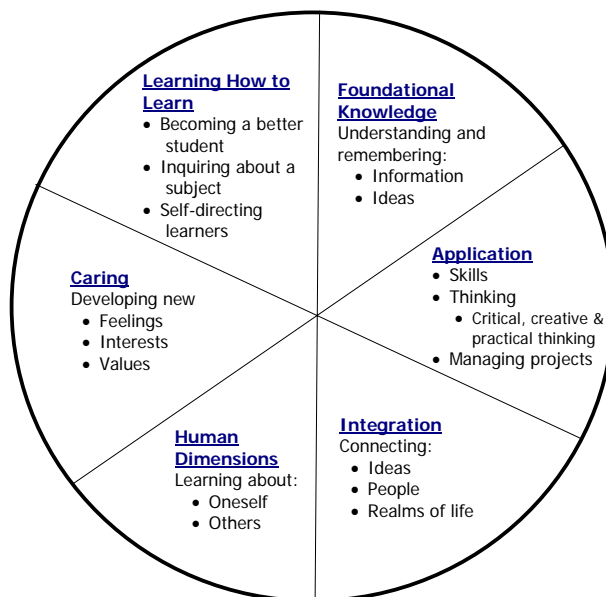 Learning How to
Learn
• Becoming a better
student
• Inquiring about a
subject
• Self-directing
learners
Foundational
Knowledge
Understanding and
remembering:
• Information
• Ideas
Application
• Skills
• Thinking
• Critical, creative &
practical thinking
• Managing projects
Integration
Connecting:
• Ideas
• People
• Realms of life
Human
Dimensions
Learning about:
• Oneself
• Others
Caring
Developing new
• Feelings
• Interests
• Values